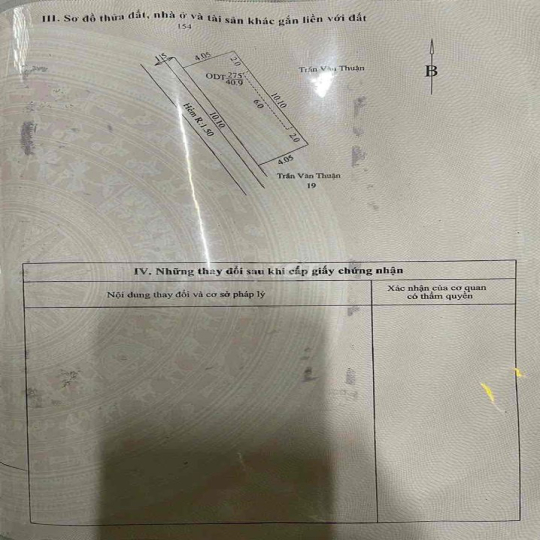 III. Sơ đồ thửa đất, nhà ở và tài sản khác gắn liền với đất
154
4.05
1.5
2.0
Trần Văn Thuận
B
ODT 275
40.9
10.10
6.0
Hẻm R:1.50
10.10
2.0
4.05
Trần Văn Thuận
19
IV. Những thay đổi sau khi cấp giấy chứng nhận
Nội dung thay đổi và cơ sở pháp lý
Xác nhận của cơ quan
có thẩm quyền